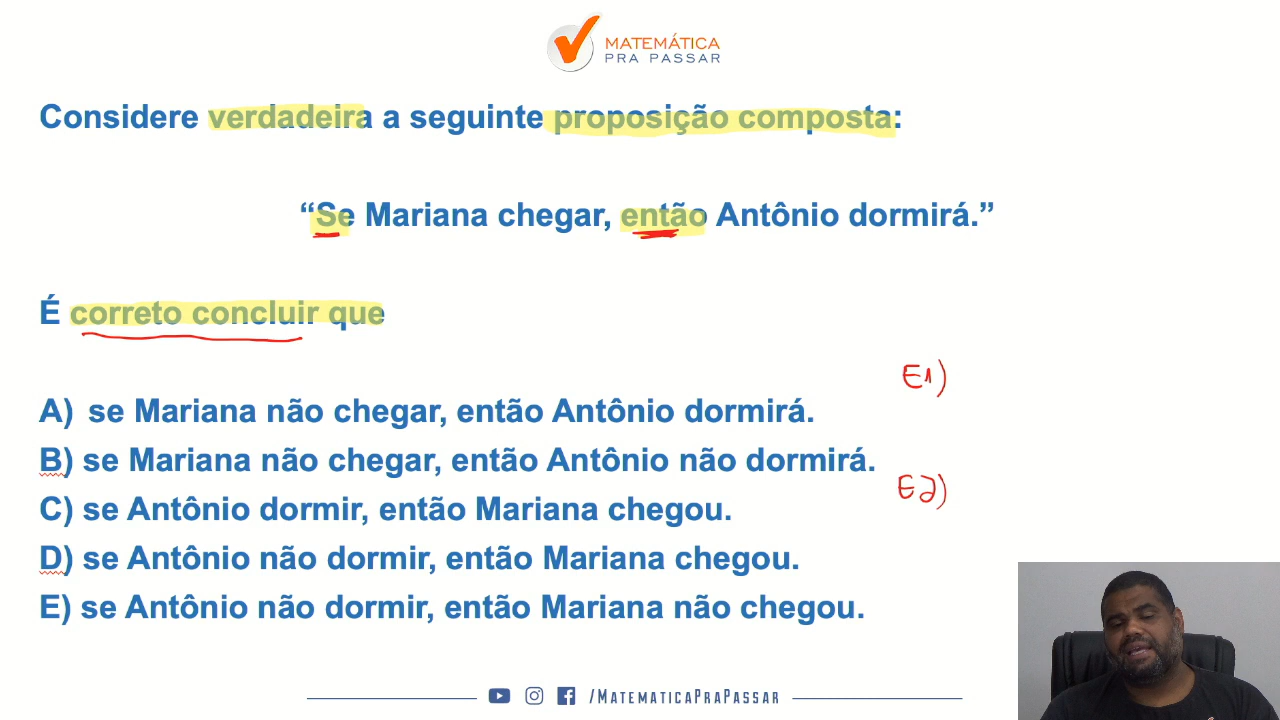 MATEMÁTICA
PRA PASSAR
Considere verdadeira a seguinte proposição composta:
“Se Mariana chegar, então Antônio dormirá.”
É correto concluir que
E1)
A) se Mariana não chegar, então Antônio dormirá.
B) se Mariana não chegar, então Antônio não dormirá.
E2)
C) se Antônio dormir, então Mariana chegou.
D) se Antônio não dormir, então Mariana chegou.
E) se Antônio não dormir, então Mariana não chegou.
/MATEMATICAPRAPASSAR